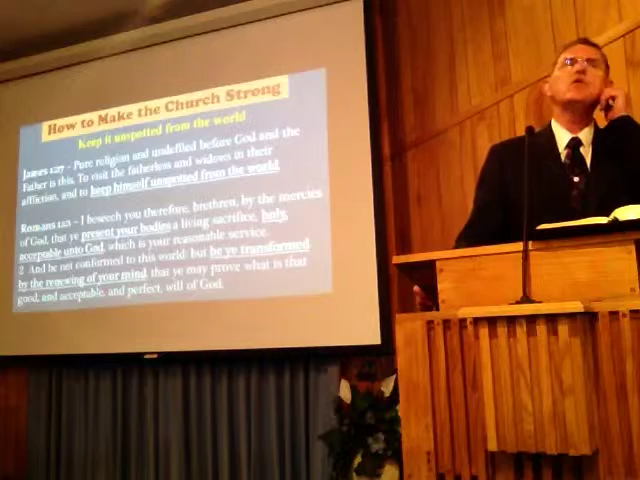 How to Make the Church Strong
Keep it unspotted from the world
James 1:27 - Pure religion and undefiled before God and the
Father is this, To visit the fatherless and widows in their
affliction, and to keep himself unspotted from the world.
Romans 12:1 - I beseech you therefore, brethren, by the mercies
of God, that ye present your bodies a living sacrifice, holy,
acceptable unto God, which is your reasonable service.
2 And be not conformed to this world: but be ye transformed
by the renewing of your mind, that ye may prove what is that
good, and acceptable, and perfect, will of God.